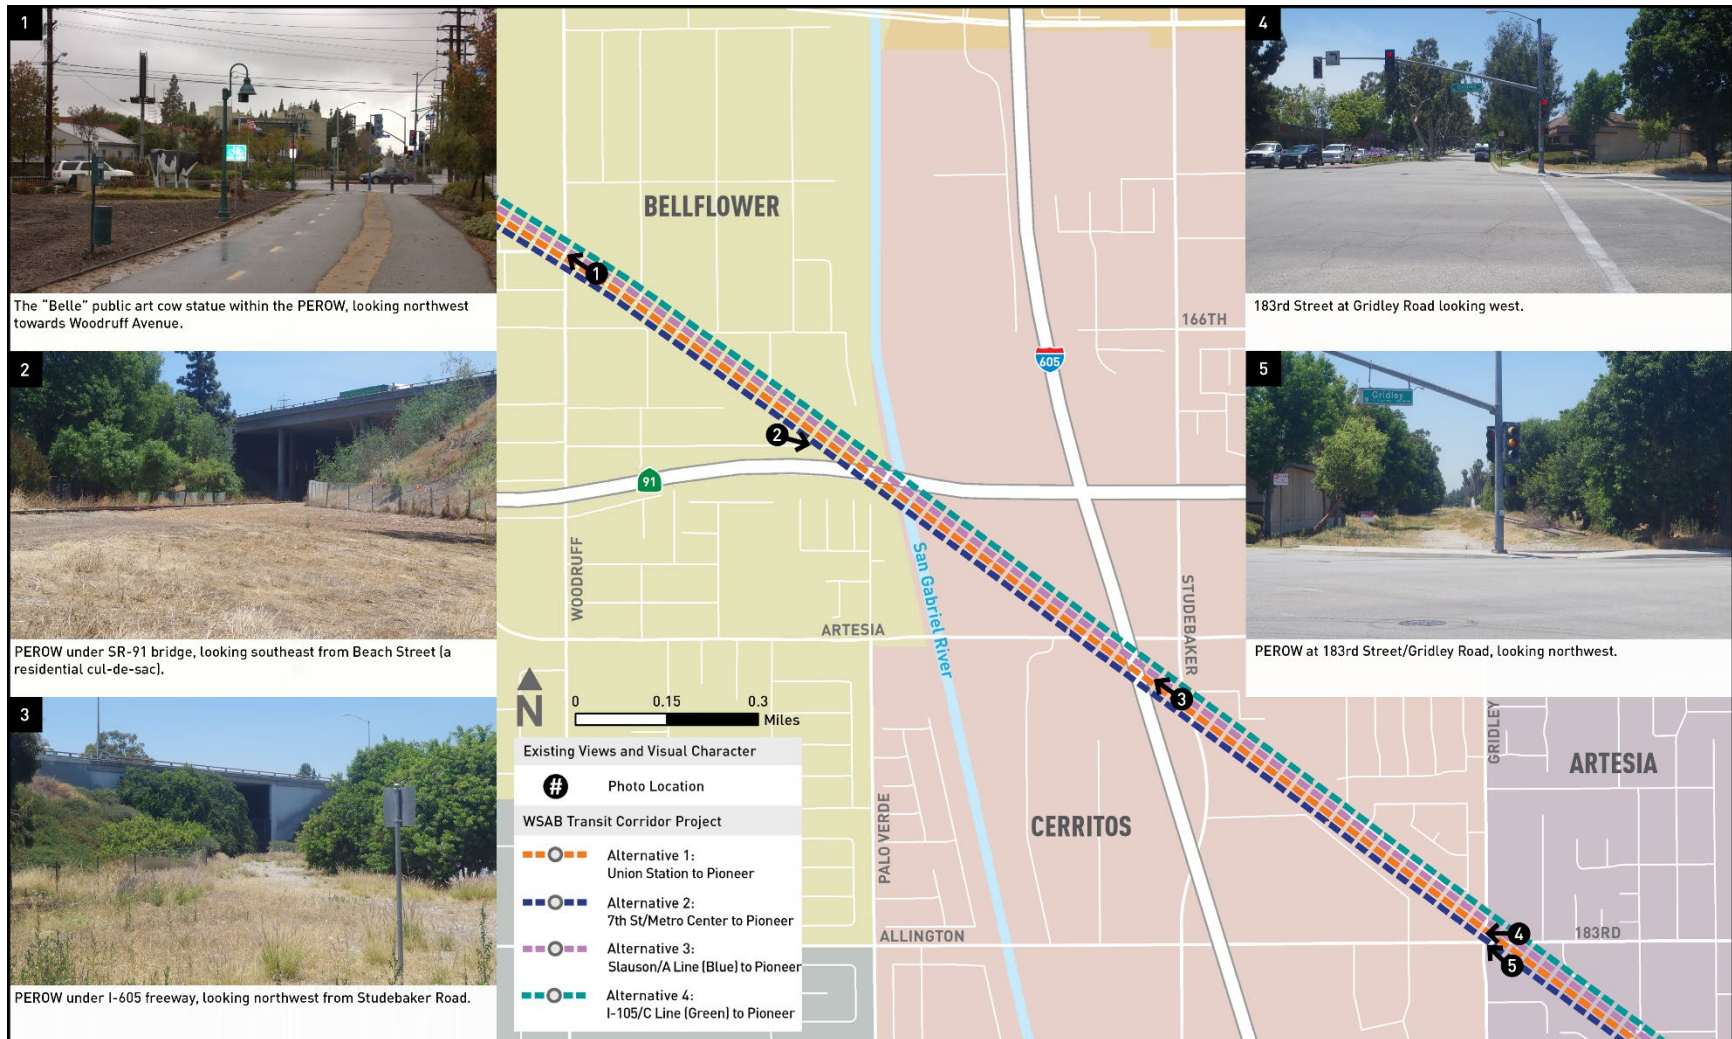 1
The “Belle” public art cow statue within the PEROW, looking northwest
towards Woodruff Avenue.
2
PEROW under SR-91 bridge, looking southeast from Beach Street (a
residential cul-de-sac).
3
PEROW under I-605 freeway, looking northwest from Studebaker Road.
BELLFLOWER
1
2
91
605
166TH
WOODRUFF
San Gabriel River
STUDEBAKER
ARTESIA
3
N
0 0.15 0.3
Miles
Existing Views and Visual Character
# Photo Location
WSAB Transit Corridor Project
Alternative 1:
Union Station to Pioneer
Alternative 2:
7th St/Metro Center to Pioneer
Alternative 3:
Slauson/A Line (Blue) to Pioneer
Alternative 4:
I-105/C Line (Green) to Pioneer
PALO VERDE
CERRITOS
GRIDLEY
ARTESIA
ALLINGTON
183RD
4
5
4
183rd Street at Gridley Road looking west.
5
Gridley
PEROW at 183rd Street/Gridley Road, looking northwest.